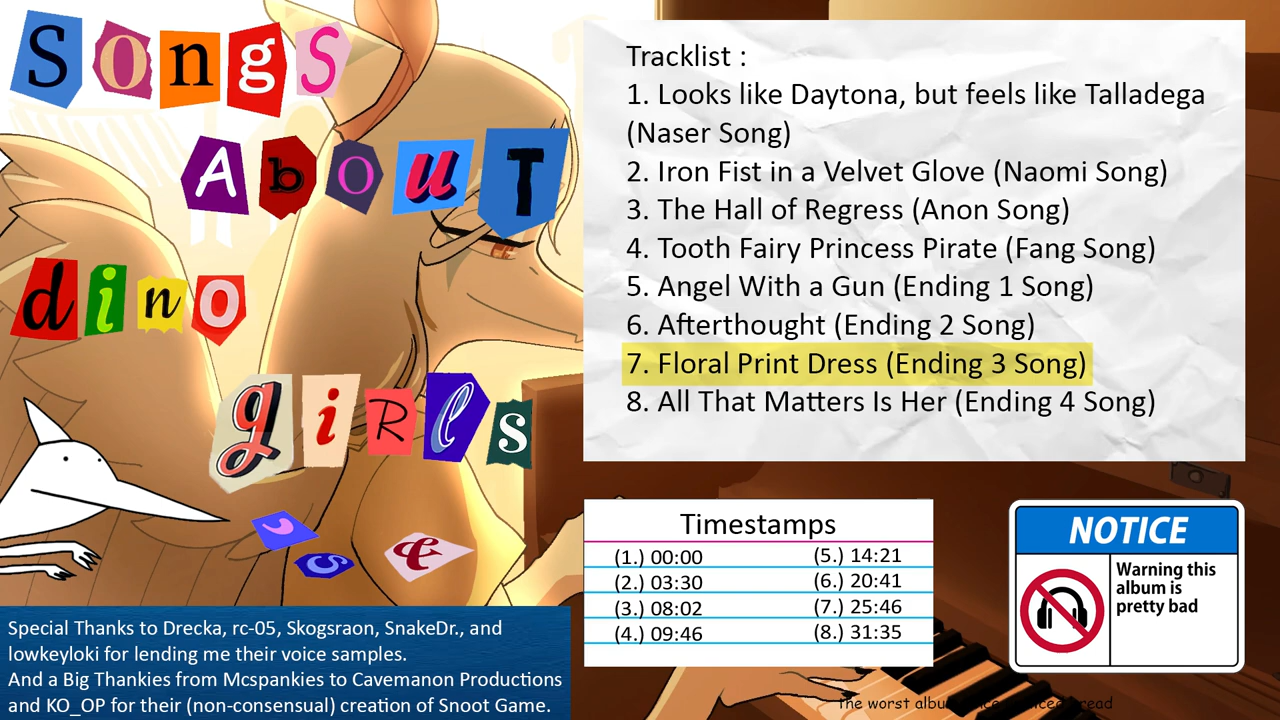 Songs
AbouT
dino
giRls
J S &
Tracklist :
1. Looks like Daytona, but feels like Talladega
(Naser Song)
2. Iron Fist in a Velvet Glove (Naomi Song)
3. The Hall of Regress (Anon Song)
4. Tooth Fairy Princess Pirate (Fang Song)
5. Angel With a Gun (Ending 1 Song)
6. Afterthought (Ending 2 Song)
7. Floral Print Dress (Ending 3 Song)
8. All That Matters Is Her (Ending 4 Song)
Timestamps
(1.) 00:00 (5.) 14:21
(2.) 03:30 (6.) 20:41
(3.) 08:02 (7.) 25:46
(4.) 09:46 (8.) 31:35
NOTICE
Warning this
album is
pretty bad
Special Thanks to Drecka, rc-05, Skogsraon, SnakeDr., and
lowkeyloki for lending me their voice samples.
And a Big Thankies from Mcspankies to Cavemanon Productions
and KO_OP for their (non-consensual) creation of Snoot Game.
The worst album since